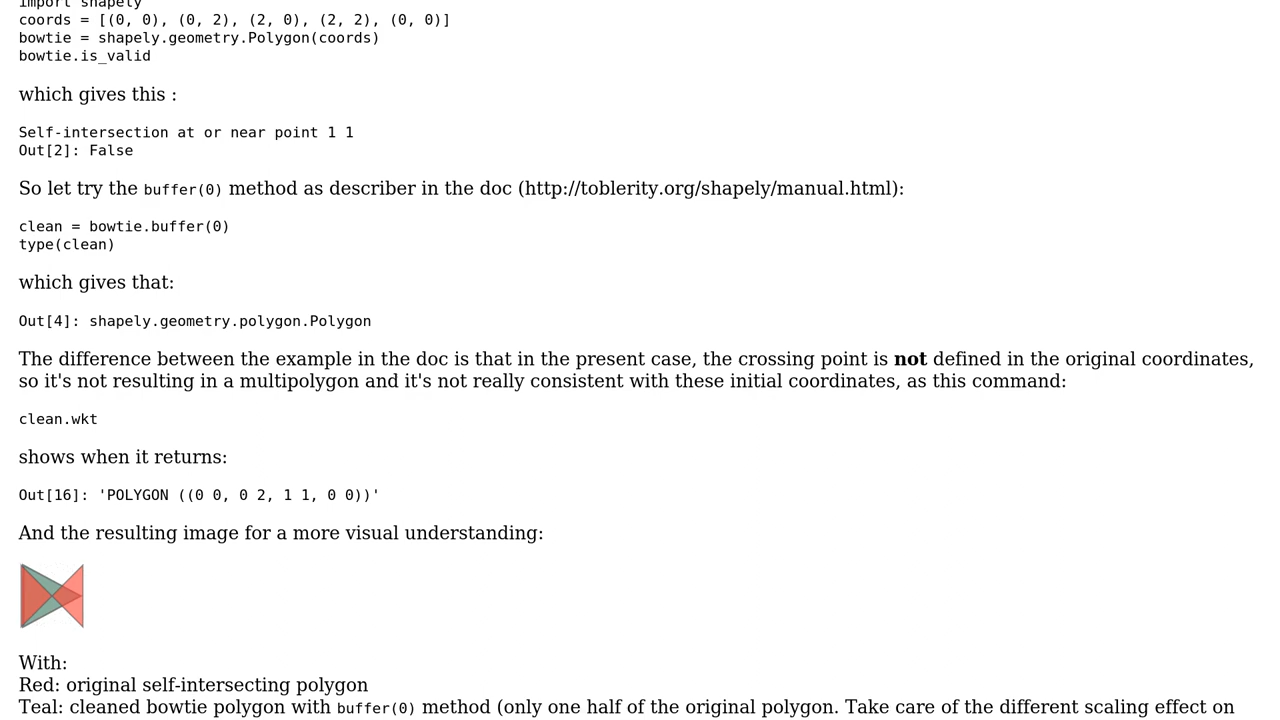 import shapely
coords = [(0, 0), (0, 2), (2, 0), (2, 2), (0, 0)]
bowtie = shapely.geometry.Polygon(coords)
bowtie.is_valid
which gives this :
Self-intersection at or near point 1 1
Out[2]: False
So let try the buffer(0) method as describer in the doc (http://toblerity.org/shapely/manual.html):
clean = bowtie.buffer(0)
type(clean)
which gives that:
Out[4]: shapely.geometry.polygon.Polygon
The difference between the example in the doc is that in the present case, the crossing point is not defined in the original coordinates,
so it's not resulting in a multipolygon and it's not really consistent with these initial coordinates, as this command:
clean.wkt
shows when it returns:
Out[16]: 'POLYGON ((0 0, 0 2, 1 1, 0 0))'
And the resulting image for a more visual understanding:
With:
Red: original self-intersecting polygon
Teal: cleaned bowtie polygon with buffer(0) method (only one half of the original polygon. Take care of the different scaling effect on